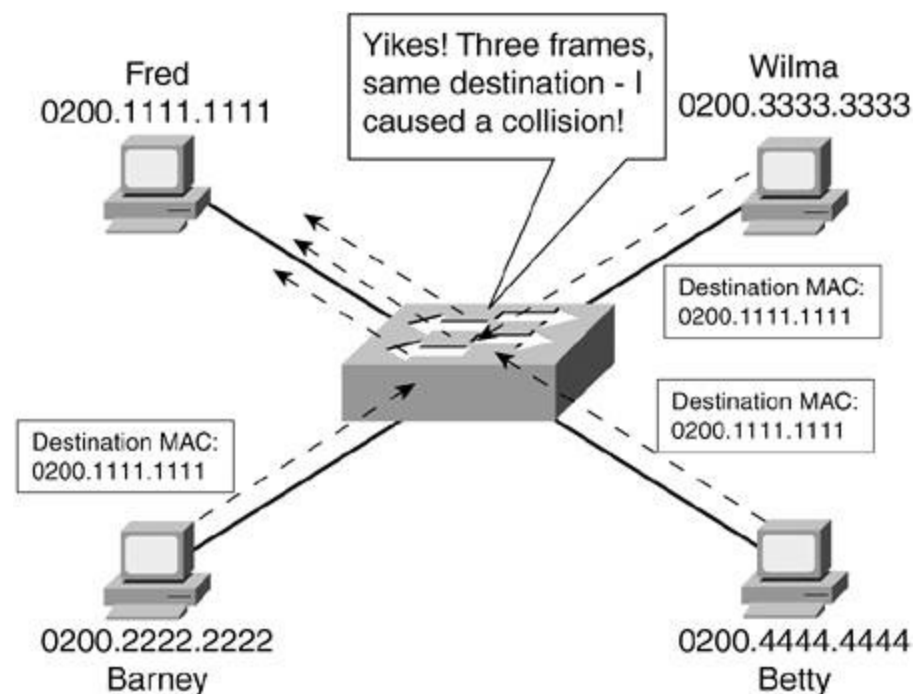 Fred
0200.1111.1111
Yikes! Three frames,
same destination - I
caused a collision!
Wilma
0200.3333.3333
Destination MAC:
0200.1111.1111
Destination MAC:
0200.1111.1111
Destination MAC:
0200.1111.1111
0200.2222.2222
Barney
0200.4444.4444
Betty